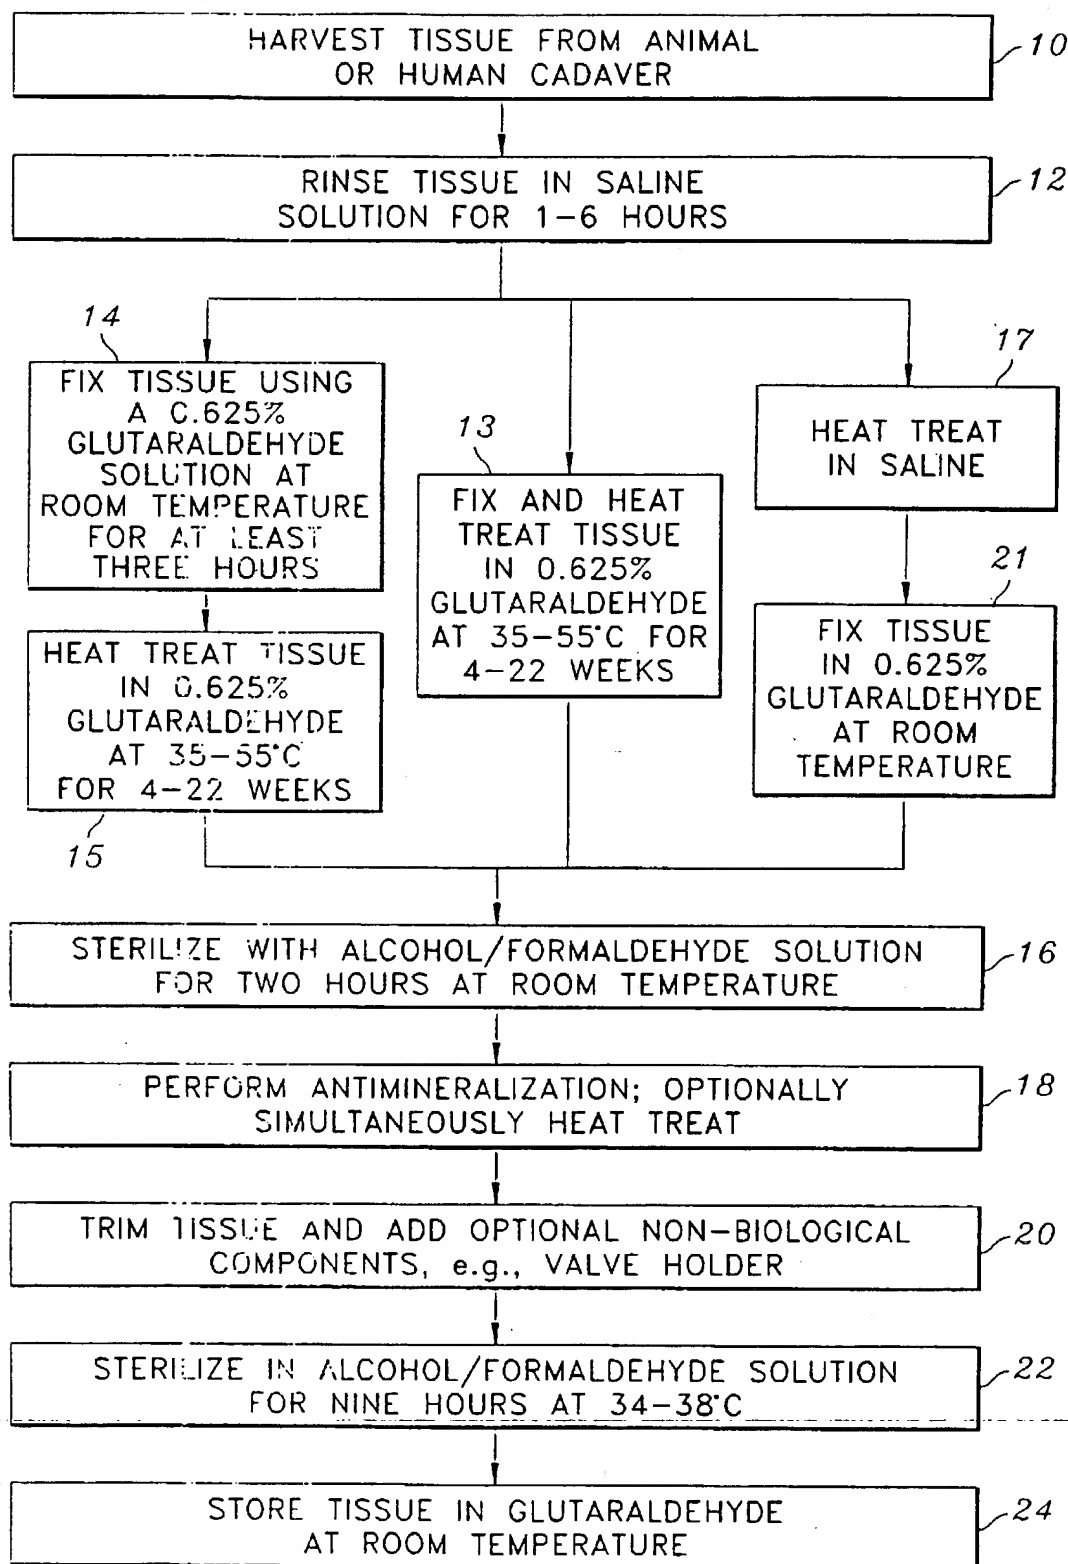 HARVEST TISSUE FROM ANIMAL
OR HUMAN CADAVER
10
RINSE TISSUE IN SALINE
SOLUTION FOR 1-6 HOURS
12
14
FIX TISSUE USING
A C.625%
GLUTARALDEHYDE
SOLUTION AT
ROOM TEMPERATURE
FOR AT LEAST
THREE HOURS
HEAT TREAT TISSUE
IN 0.625%
GLUTARALDEHYDE
AT 35-55°C
FOR 4-22 WEEKS
15
13
FIX AND HEAT
TREAT TISSUE
IN 0.625%
GLUTARALDEHYDE
AT 35-55°C FOR
4-22 WEEKS
17
HEAT TREAT
IN SALINE
21
FIX TISSUE
IN 0.625%
GLUTARALDEHYDE
AT ROOM
TEMPERATURE
STERILIZE WITH ALCOHOL/FORMALDEHYDE SOLUTION
FOR TWO HOURS AT ROOM TEMPERATURE
16
PERFORM ANTIMINERALIZATION; OPTIONALLY
SIMULTANEOUSLY HEAT TREAT
18
TRIM TISSUE AND ADD OPTIONAL NON-BIOLOGICAL
COMPONENTS, e.g., VALVE HOLDER
20
STERILIZE IN ALCOHOL/FORMALDEHYDE SOLUTION
FOR NINE HOURS AT 34-38°C
22
STORE TISSUE IN GLUTARALDEHYDE
AT ROOM TEMPERATURE
24